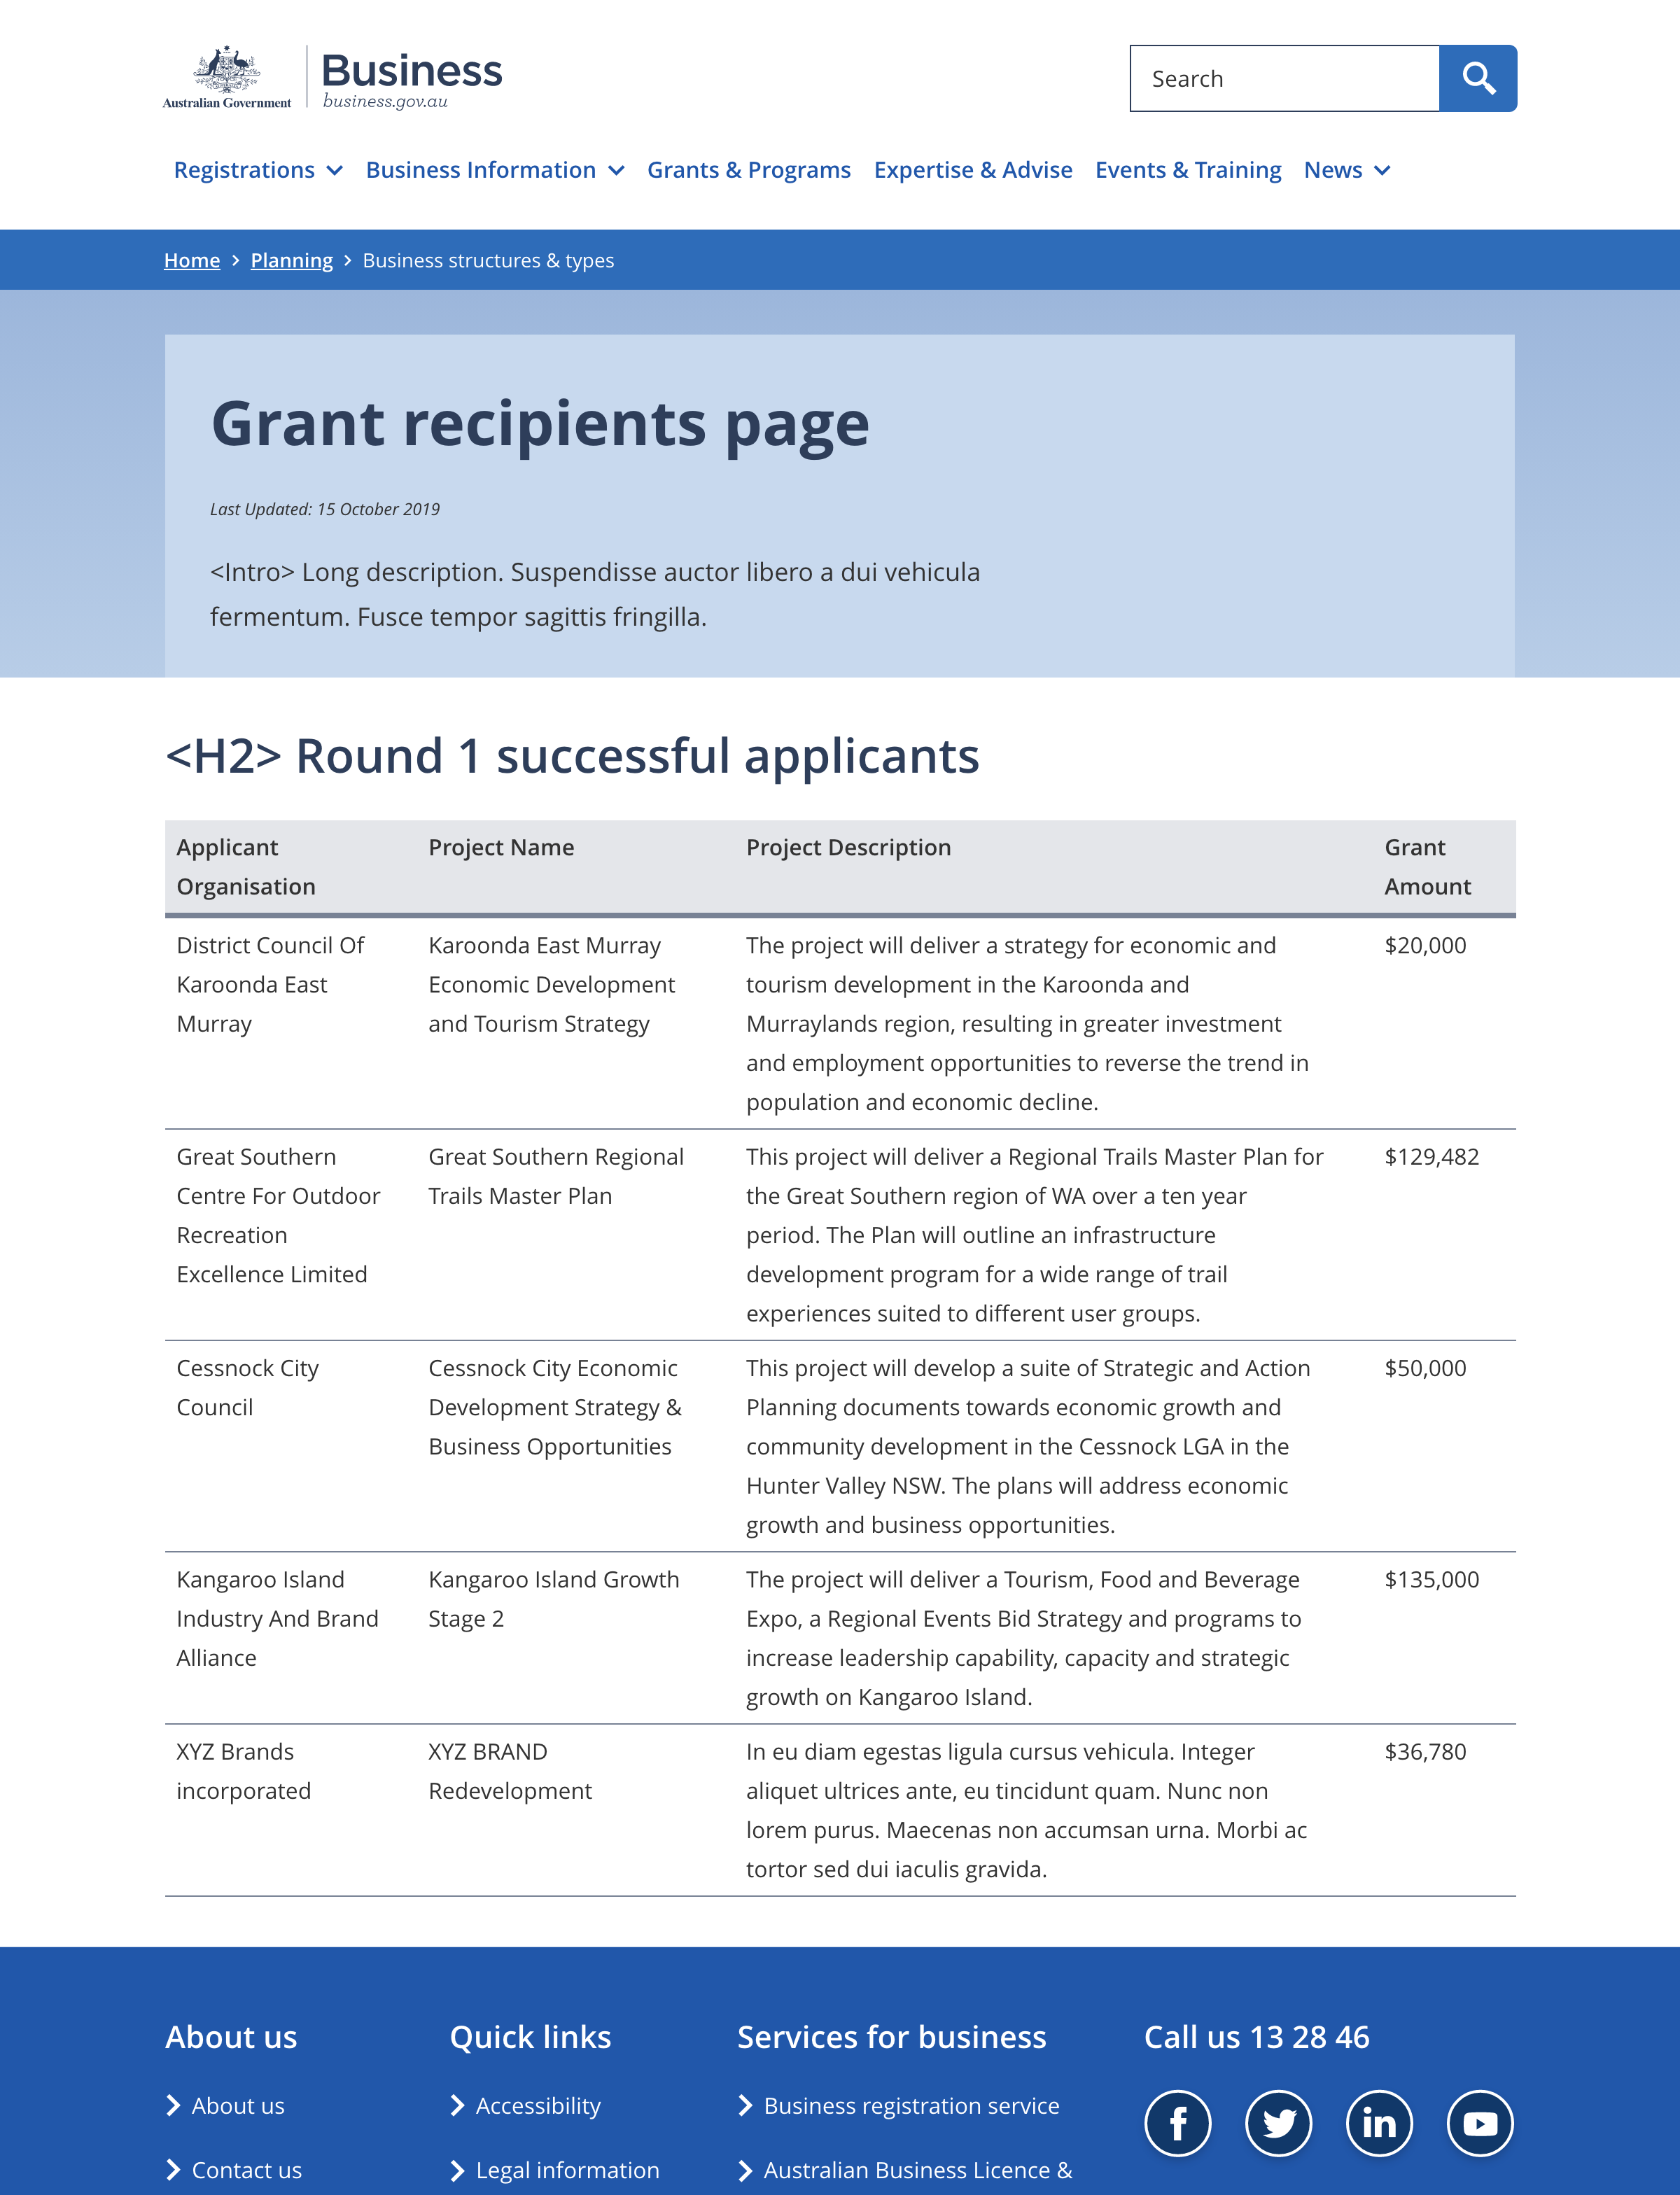 Australian Government
Business
business.gov.au
Search
Registrations Business Information Grants & Programs Expertise & Advise Events & Training News
Home Planning Business structures & types
Grant recipients page
Last Updated: 15 October 2019
<Intro> Long description. Suspendisse auctor libero a dui vehicula
fermentum. Fusce tempor sagittis fringilla.
<H2> Round 1 successful applicants
Applicant
Organisation
Project Name
Project Description
Grant
Amount
District Council Of
Karoonda East
Murray
Karoonda East Murray
Economic Development
and Tourism Strategy
The project will deliver a strategy for economic and
tourism development in the Karoonda and
Murraylands region, resulting in greater investment
and employment opportunities to reverse the trend in
population and economic decline.
$20,000
Great Southern
Centre For Outdoor
Recreation
Excellence Limited
Great Southern Regional
Trails Master Plan
This project will deliver a Regional Trails Master Plan for
the Great Southern region of WA over a ten year
period. The Plan will outline an infrastructure
development program for a wide range of trail
experiences suited to different user groups.
$129,482
Cessnock City
Council
Cessnock City Economic
Development Strategy &
Business Opportunities
This project will develop a suite of Strategic and Action
Planning documents towards economic growth and
community development in the Cessnock LGA in the
Hunter Valley NSW. The plans will address economic
growth and business opportunities.
$50,000
Kangaroo Island
Industry And Brand
Alliance
Kangaroo Island Growth
Stage 2
The project will deliver a Tourism, Food and Beverage
Expo, a Regional Events Bid Strategy and programs to
increase leadership capability, capacity and strategic
growth on Kangaroo Island.
$135,000
XYZ Brands
incorporated
XYZ BRAND
Redevelopment
In eu diam egestas ligula cursus vehicula. Integer
aliquet ultrices ante, eu tincidunt quam. Nunc non
lorem purus. Maecenas non accumsan urna. Morbi ac
tortor sed dui iaculis gravida.
$36,780
About us
About us
Contact us
Quick links
Accessibility
Legal information
Services for business
Business registration service
Australian Business Licence &
Call us 13 28 46